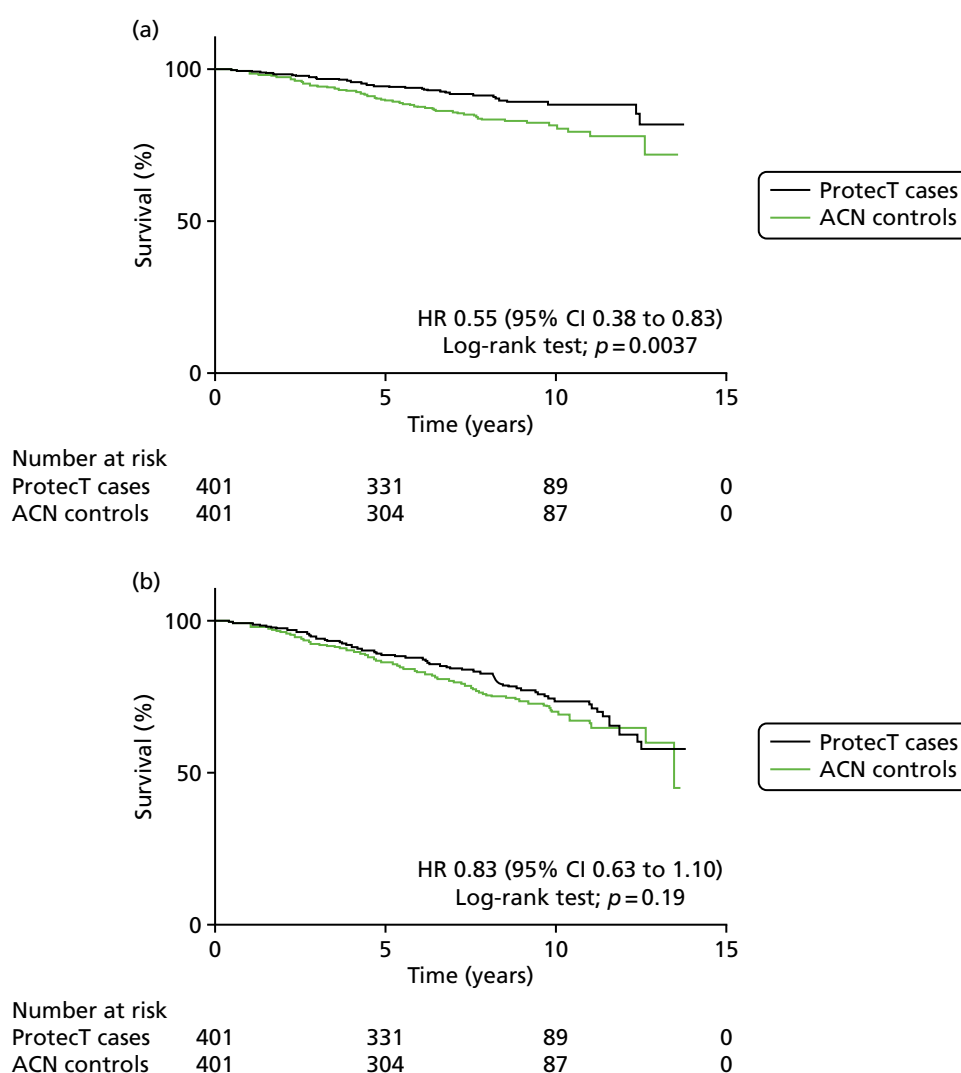 (a)
100
50
0
Survival (%)
ProtecT cases
ACN controls
HR 0.55 (95% CI 0.38 to 0.83)
Log-rank test; p=0.0037
0 5 10 15
Time (years)
Number at risk
ProtecT cases 401 331 89 0
ACN controls 401 304 87 0
(b)
100
50
0
Survival (%)
ProtecT cases
ACN controls
HR 0.83 (95% CI 0.63 to 1.10)
Log-rank test; p=0.19
0 5 10 15
Time (years)
Number at risk
ProtecT cases 401 331 89 0
ACN controls 401 304 87 0